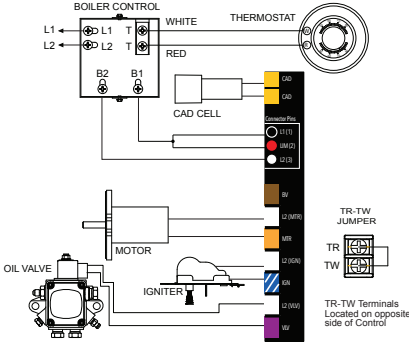 BOILER CONTROL
L1 L1 T WHITE
L2 L2 T RED
B2 B1
THERMOSTAT
W
R
CAD CELL
CAD
CAD
Connector Pins
L1 (1)
LIM (2)
L2 (3)
BV
L2 (MTR)
MTR
L2 (IGN)
IGN
L2 (VLV)
VLV
MOTOR
IGNITER
OIL VALVE
TR-TW
JUMPER
TR
TW
TR-TW Terminals
Located on opposite
side of Control